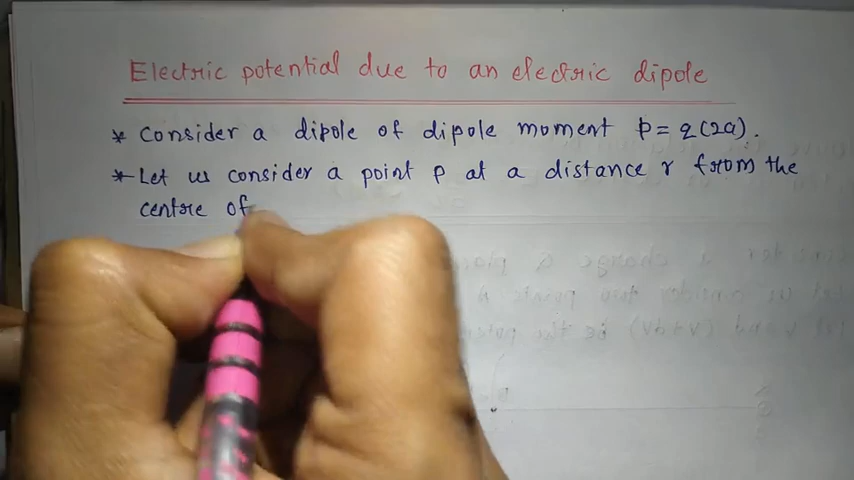 Electric potential due to an electric dipole
* Consider a dipole of dipole moment p = q(2a).
* Let us consider a point P at a distance r from the
centre of